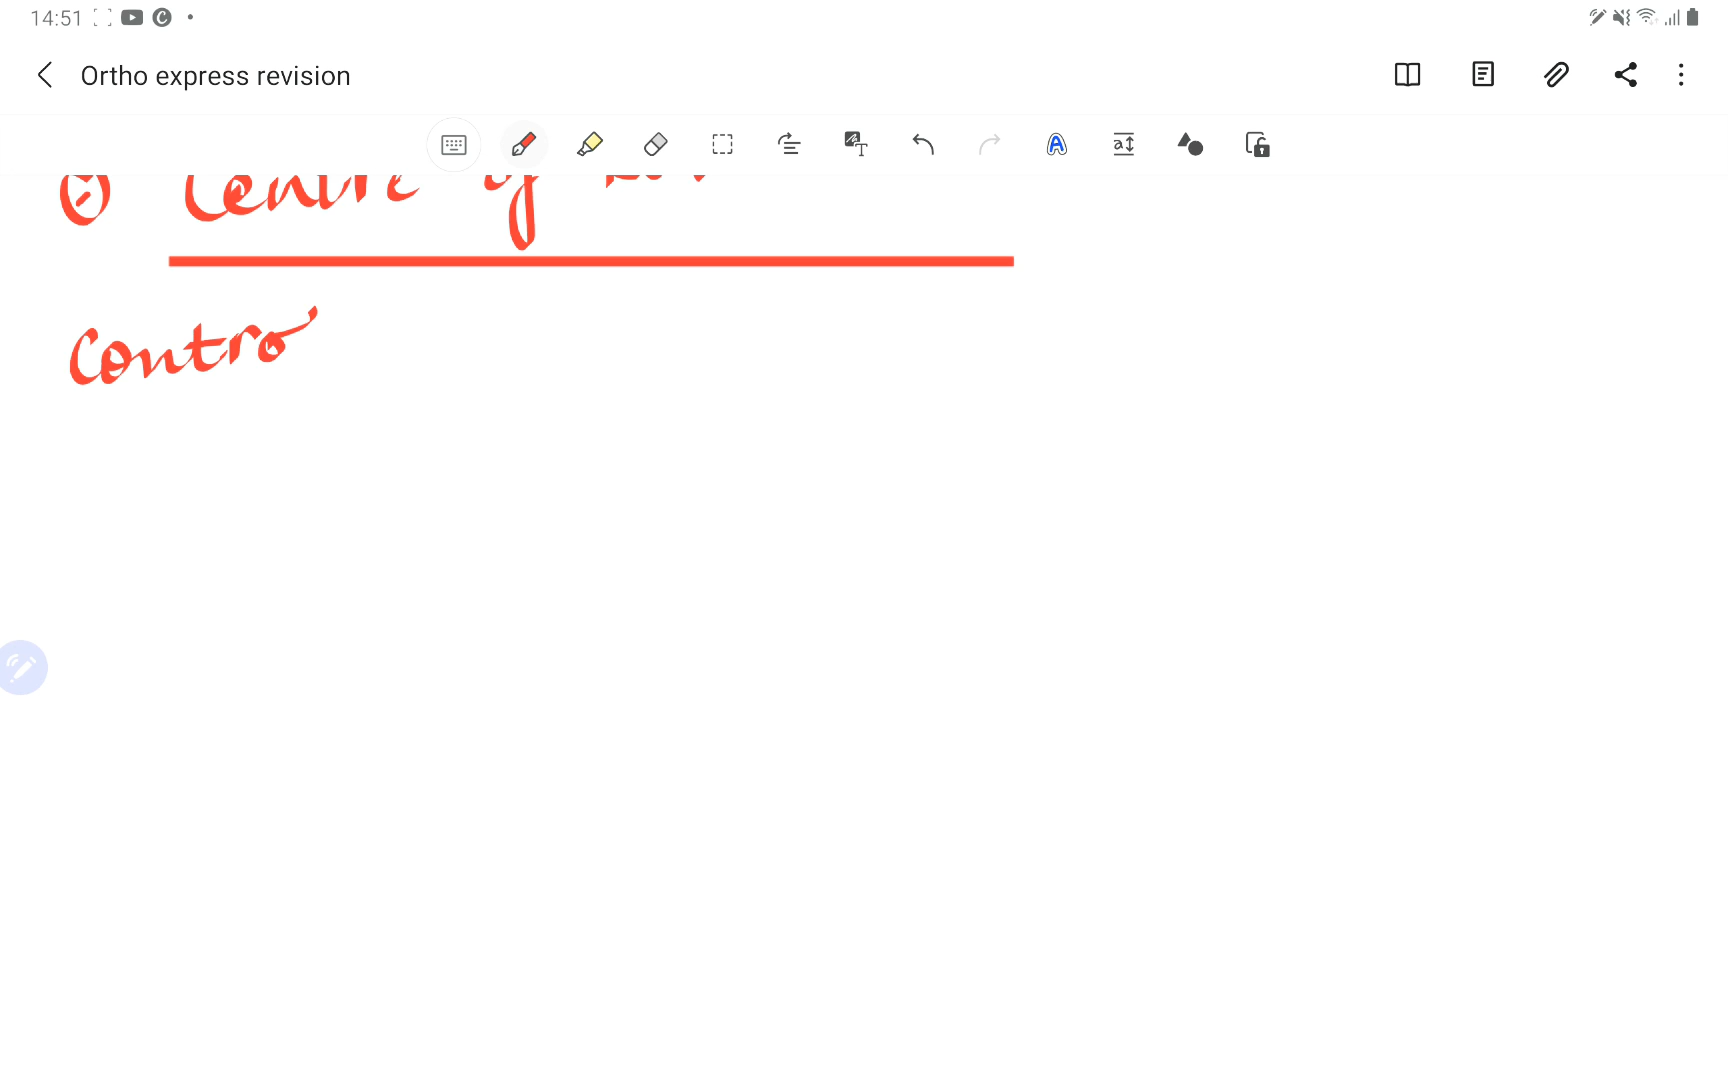 14:51
Ortho express revision
Centre of
Contro